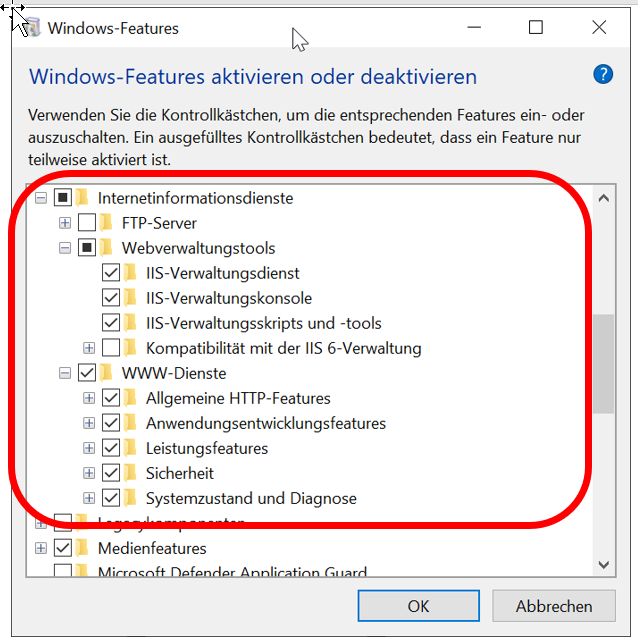 Windows-Features
Windows-Features aktivieren oder deaktivieren
?
Verwenden Sie die Kontrollkästchen, um die entsprechenden Features ein- oder
auszuschalten. Ein ausgefülltes Kontrollkästchen bedeutet, dass ein Feature nur
teilweise aktiviert ist.
Internetinformationsdienste
FTP-Server
Webverwaltungstools
IIS-Verwaltungsdienst
IIS-Verwaltungskonsole
IIS-Verwaltungsskripts und -tools
Kompatibilität mit der IIS 6-Verwaltung
WWW-Dienste
Allgemeine HTTP-Features
Anwendungsentwicklungsfeatures
Leistungsfeatures
Sicherheit
Systemzustand und Diagnose
Legacykomponenten
Medienfeatures
Microsoft Defender Application Guard
OK
Abbrechen